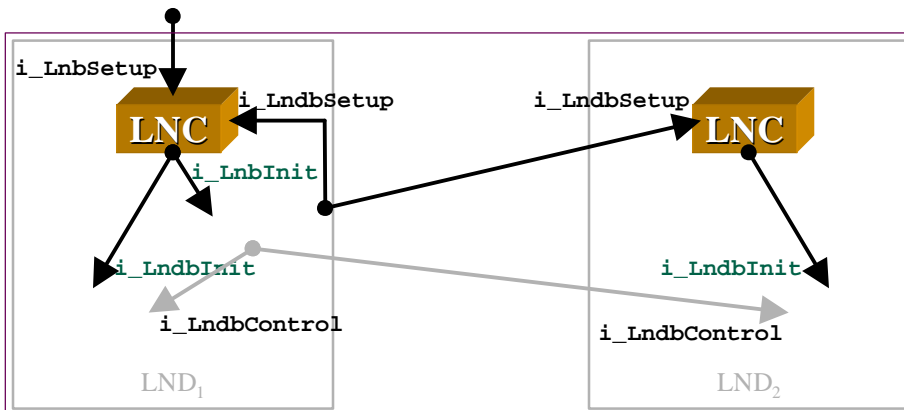 i_LnbSetup
i_LndbSetup
i_LndbSetup
LNC
LNC
i_LnbInit
i_LndbInit
i_LndbInit
i_LndbControl
i_LndbControl
LND₁
LND₂